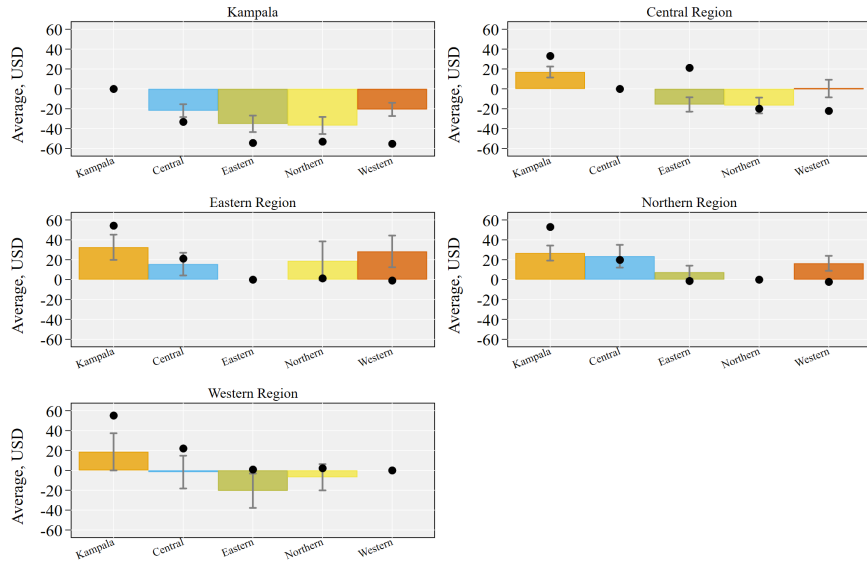 Kampala
Average, USD
60
40
20
0
-20
-40
-60
Kampala
Central
Eastern
Northern
Western
Central Region
Average, USD
60
40
20
0
-20
-40
-60
Kampala
Central
Eastern
Northern
Western
Eastern Region
Average, USD
60
40
20
0
-20
-40
-60
Kampala
Central
Eastern
Northern
Western
Northern Region
Average, USD
60
40
20
0
-20
-40
-60
Kampala
Central
Eastern
Northern
Western
Western Region
Average, USD
60
40
20
0
-20
-40
-60
Kampala
Central
Eastern
Northern
Western